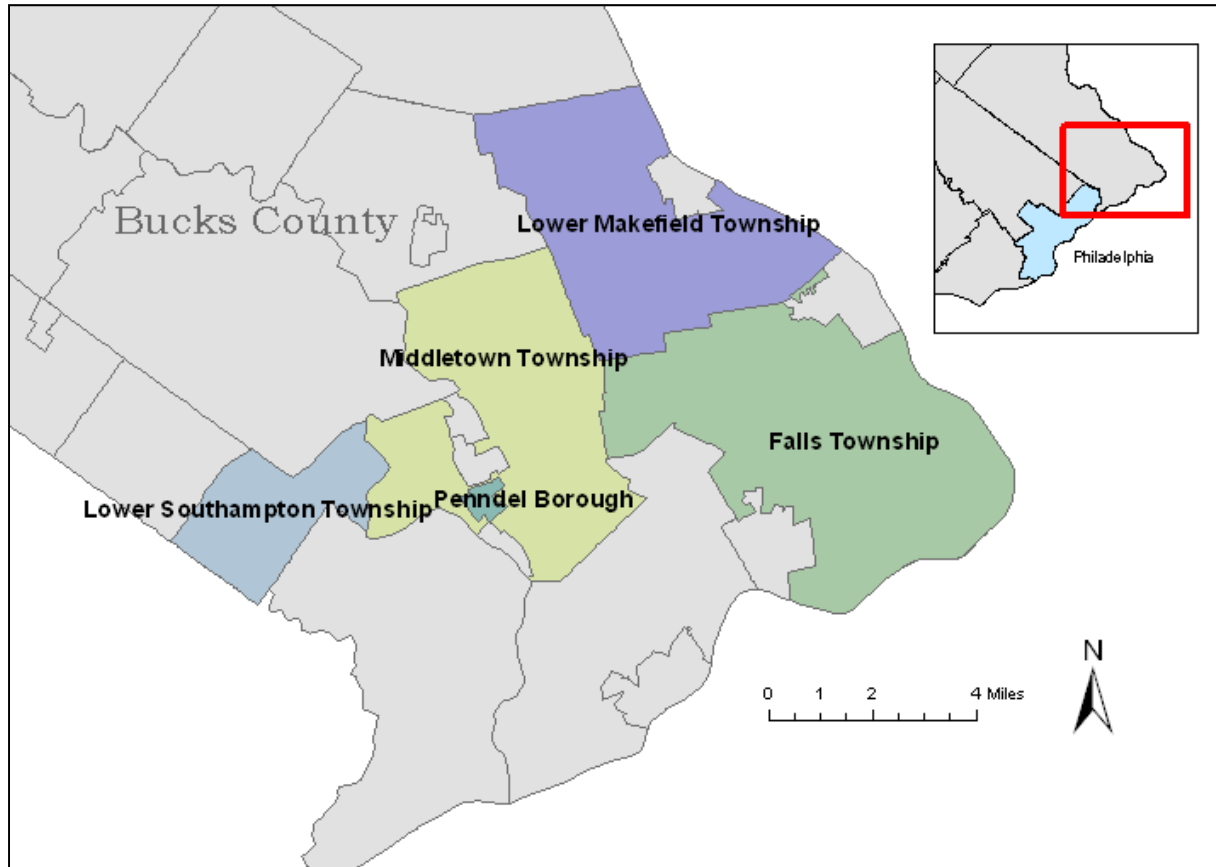 Bucks County
Lower Makefield Township
Philadelphia
Middletown Township
Falls Township
Penndel Borough
Lower Southampton Township
N
0 1 2 4 Miles